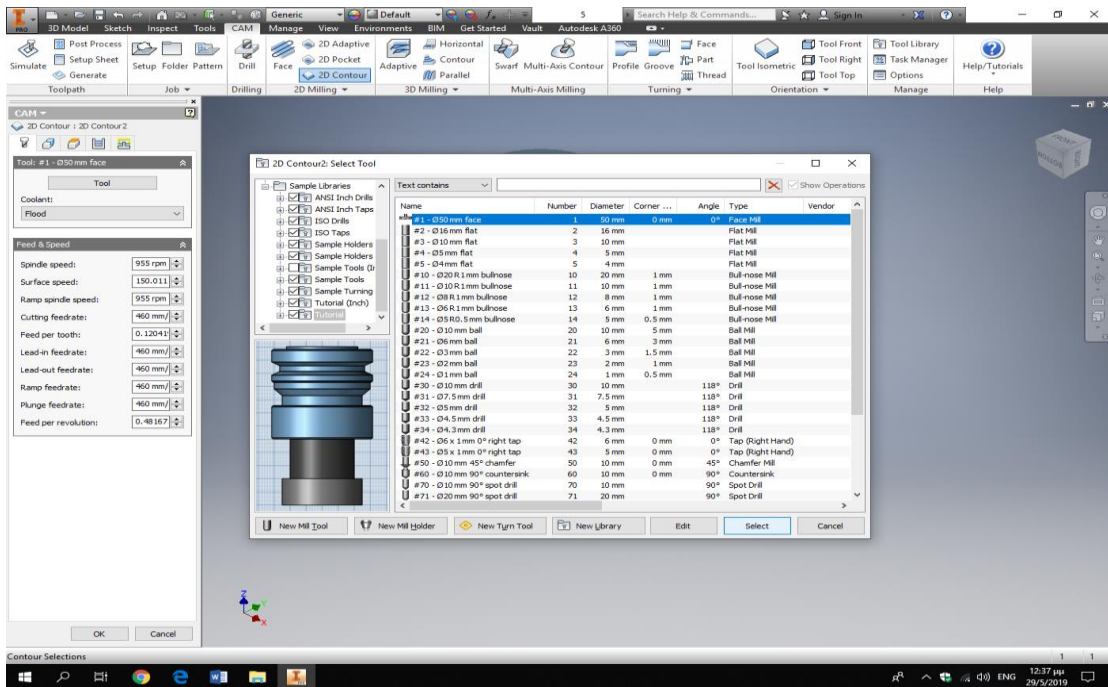 PRO
Generic
Default
5
Search Help & Commands...
Sign In
3D Model Sketch Inspect Tools CAM Manage View Environments BIM Get Started Vault Autodesk A360
Simulate
Post Process
Setup Sheet
Generate
Toolpath
Setup Folder Pattern
Job
Drill
Drilling
Face
2D Adaptive
2D Pocket
2D Contour
2D Milling
Adaptive
Horizontal
Contour
Parallel
3D Milling
Swarf Multi-Axis Contour
Multi-Axis Milling
Profile Groove
Face
Part
Thread
Turning
Tool Isometric
Tool Front
Tool Right
Tool Top
Orientation
Tool Library
Task Manager
Options
Manage
Help/Tutorials
Help
CAM
2D Contour : 2D Contour2
Tool: #1 - Ø50 mm face
Tool
Coolant:
Flood
Feed & Speed
Spindle speed: 955 rpm
Surface speed: 150.011
Ramp spindle speed: 955 rpm
Cutting feedrate: 460 mm/
Feed per tooth: 0.12041
Lead-in feedrate: 460 mm/
Lead-out feedrate: 460 mm/
Ramp feedrate: 460 mm/
Plunge feedrate: 460 mm/
Feed per revolution: 0.48167
OK Cancel
2D Contour2: Select Tool
Sample Libraries
ANSI Inch Drills
ANSI Inch Taps
ISO Drills
ISO Taps
Sample Holders
Sample Holders
Sample Tools (Ir
Sample Tools
Sample Turning
Tutorial (Inch)
Tutorial
Text contains
Show Operations
Name Number Diameter Corner ... Angle Type Vendor
#1 - Ø50 mm face 1 50 mm 0 mm 0° Face Mill
#2 - Ø16 mm flat 2 16 mm Flat Mill
#3 - Ø10 mm flat 3 10 mm Flat Mill
#4 - Ø5 mm flat 4 5 mm Flat Mill
#5 - Ø4mm flat 5 4 mm Flat Mill
#10 - Ø20 R1 mm bullnose 10 20 mm 1 mm Bull-nose Mill
#11 - Ø10 R1 mm bullnose 11 10 mm 1 mm Bull-nose Mill
#12 - Ø8 R1 mm bullnose 12 8 mm 1 mm Bull-nose Mill
#13 - Ø6 R1 mm bullnose 13 6 mm 1 mm Bull-nose Mill
#14 - Ø5 R0.5 mm bullnose 14 5 mm 0.5 mm Bull-nose Mill
#20 - Ø10 mm ball 20 10 mm 5 mm Ball Mill
#21 - Ø6 mm ball 21 6 mm 3 mm Ball Mill
#22 - Ø3 mm ball 22 3 mm 1.5 mm Ball Mill
#23 - Ø2 mm ball 23 2 mm 1 mm Ball Mill
#24 - Ø1 mm ball 24 1 mm 0.5 mm Ball Mill
#30 - Ø10 mm drill 30 10 mm 118° Drill
#31 - Ø7.5 mm drill 31 7.5 mm 118° Drill
#32 - Ø5 mm drill 32 5 mm 118° Drill
#33 - Ø4.5 mm drill 33 4.5 mm 118° Drill
#34 - Ø4.3 mm drill 34 4.3 mm 118° Drill
#42 - Ø6 x 1mm 0° right tap 42 6 mm 0 mm 0° Tap (Right Hand)
#43 - Ø5 x 1mm 0° right tap 43 5 mm 0 mm 0° Tap (Right Hand)
#50 - Ø10 mm 45° chamfer 50 10 mm 0 mm 45° Chamfer Mill
#60 - Ø10 mm 90° countersink 60 10 mm 0 mm 90° Countersink
#70 - Ø10 mm 90° spot drill 70 10 mm 90° Spot Drill
#71 - Ø20 mm 90° spot drill 71 20 mm 90° Spot Drill
New Mill Tool New Mill Holder New Turn Tool New Library Edit Select Cancel
FRONT
Z
Y
X
Contour Selections
1 1
ENG
12:37 μμ
29/5/2019